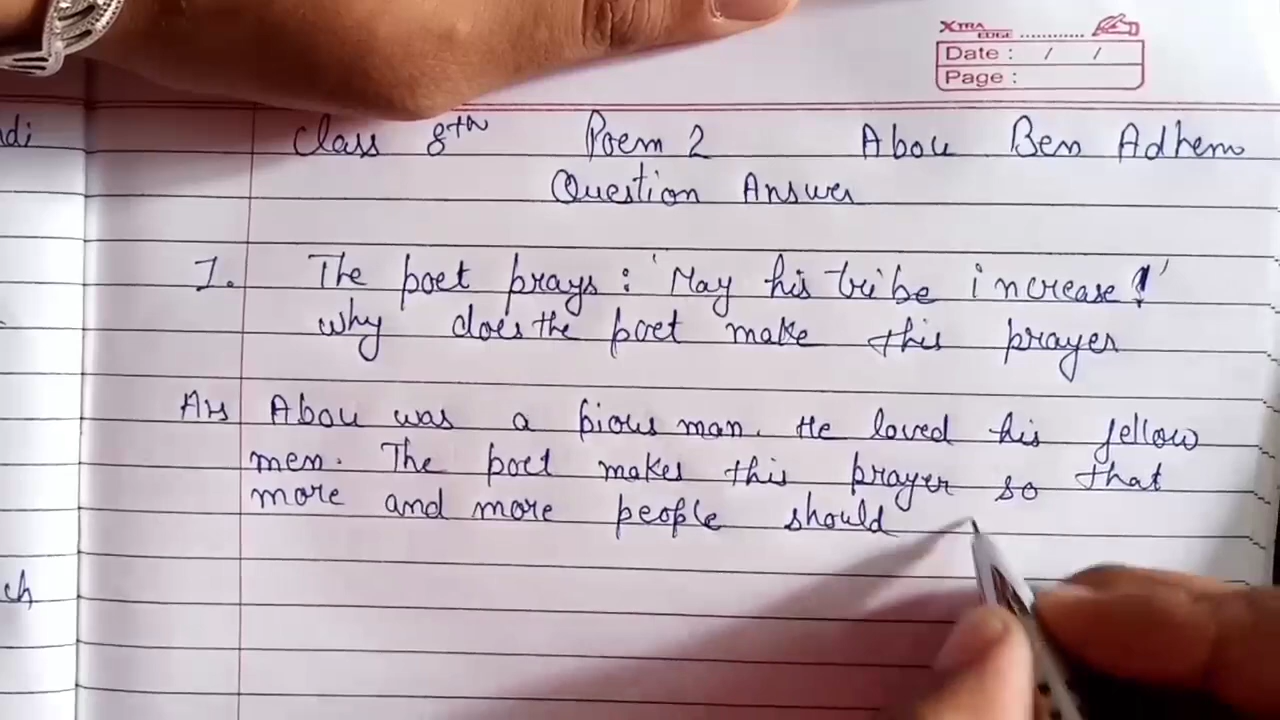 XTRA EDGE ............
Date : / /
Page :
ndi
Class 8th Poem 2 Abou Ben Adhem
Question Answer
1. The poet prays : 'May his tribe increase!'
why does the poet make this prayer
Ans Abou was a pious man. He loved his fellow
men. The poet makes this prayer so that
more and more people should
ch